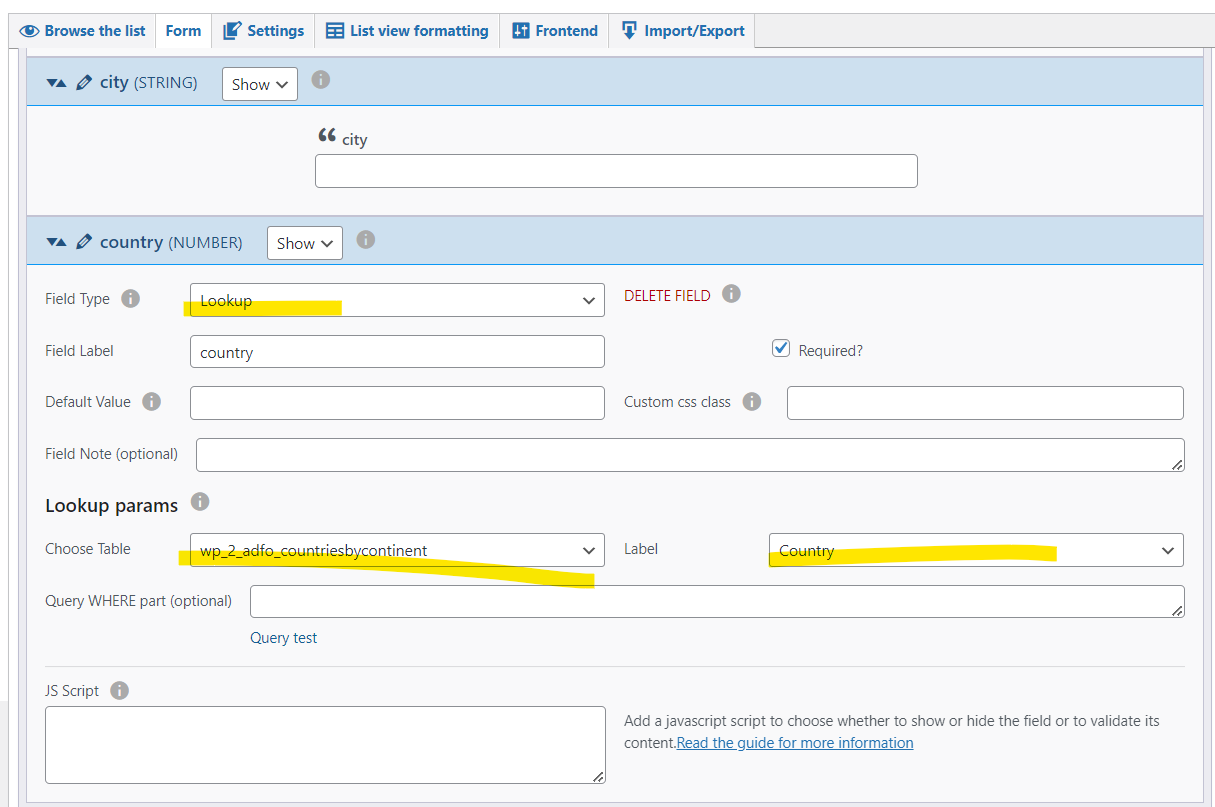 Browse the list Form Settings List view formatting Frontend Import/Export
city (STRING) Show
“ city
country (NUMBER) Show
Field Type Lookup DELETE FIELD
Field Label country Required?
Default Value Custom css class
Field Note (optional)
Lookup params
Choose Table wp_2_adfo_countriesbycontinent Label Country
Query WHERE part (optional)
Query test
JS Script
Add a javascript script to choose whether to show or hide the field or to validate its
content.Read the guide for more information